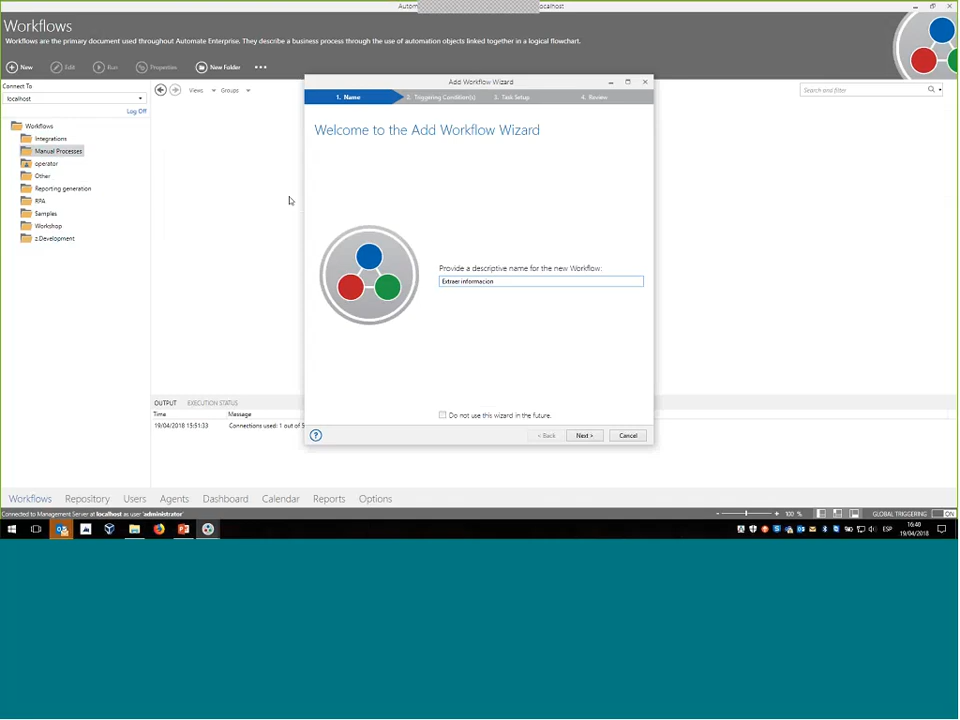 Autom
ocalhost
Workflows
Workflows are the primary document used throughout Automate Enterprise. They describe a business process through the use of automation objects linked together in a logical flowchart.
New Edit Run Properties New Folder
Connect To
localhost
Log Off
Workflows
Integrations
Manual Processes
operator
Other
Reporting generation
RPA
Samples
Workshop
z.Development
Views Groups
Search and filter
Add Workflow Wizard
1. Name 2. Triggering Condition(s) 3. Task Setup 4. Review
Welcome to the Add Workflow Wizard
Provide a descriptive name for the new Workflow:
Extraer informacion
Do not use this wizard in the future.
? < Back Next > Cancel
OUTPUT EXECUTION STATUS
Time Message
19/04/2018 15:51:33 Connections used: 1 out of 5
Workflows Repository Users Agents Dashboard Calendar Reports Options
Connected to Management Server at localhost as user 'administrator'
- + 100 % GLOBAL TRIGGERING ON
ESP
16:40
19/04/2018